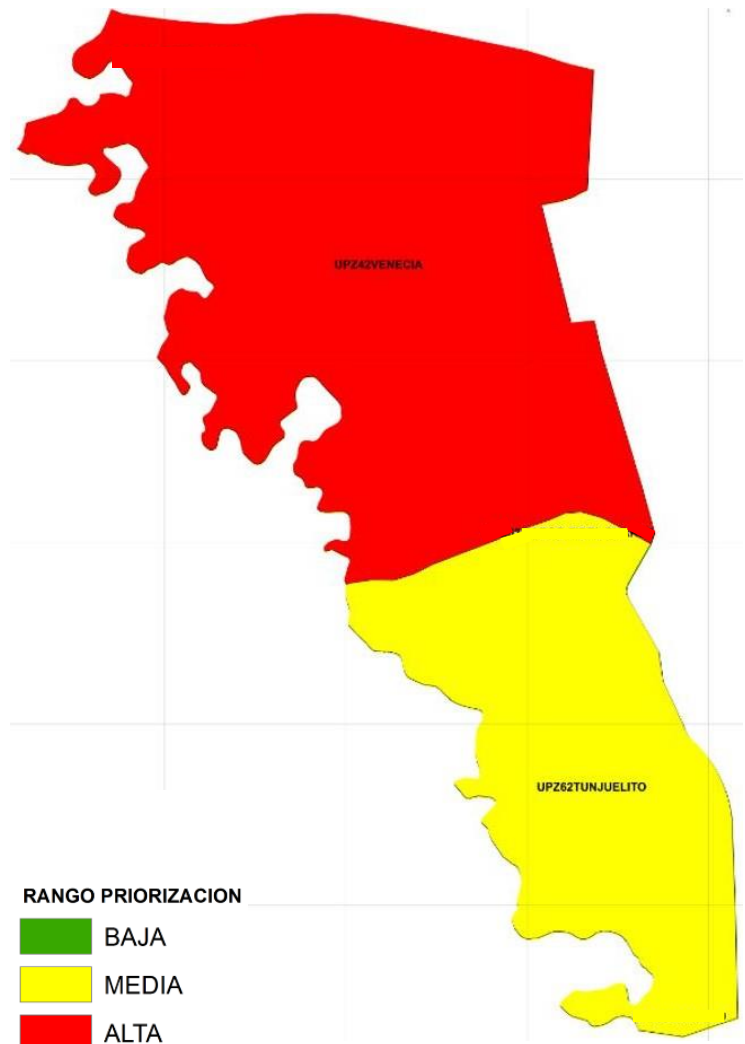 UPZ42VENECIA
UPZ62TUNJUELITO
RANGO PRIORIZACION
BAJA
MEDIA
ALTA